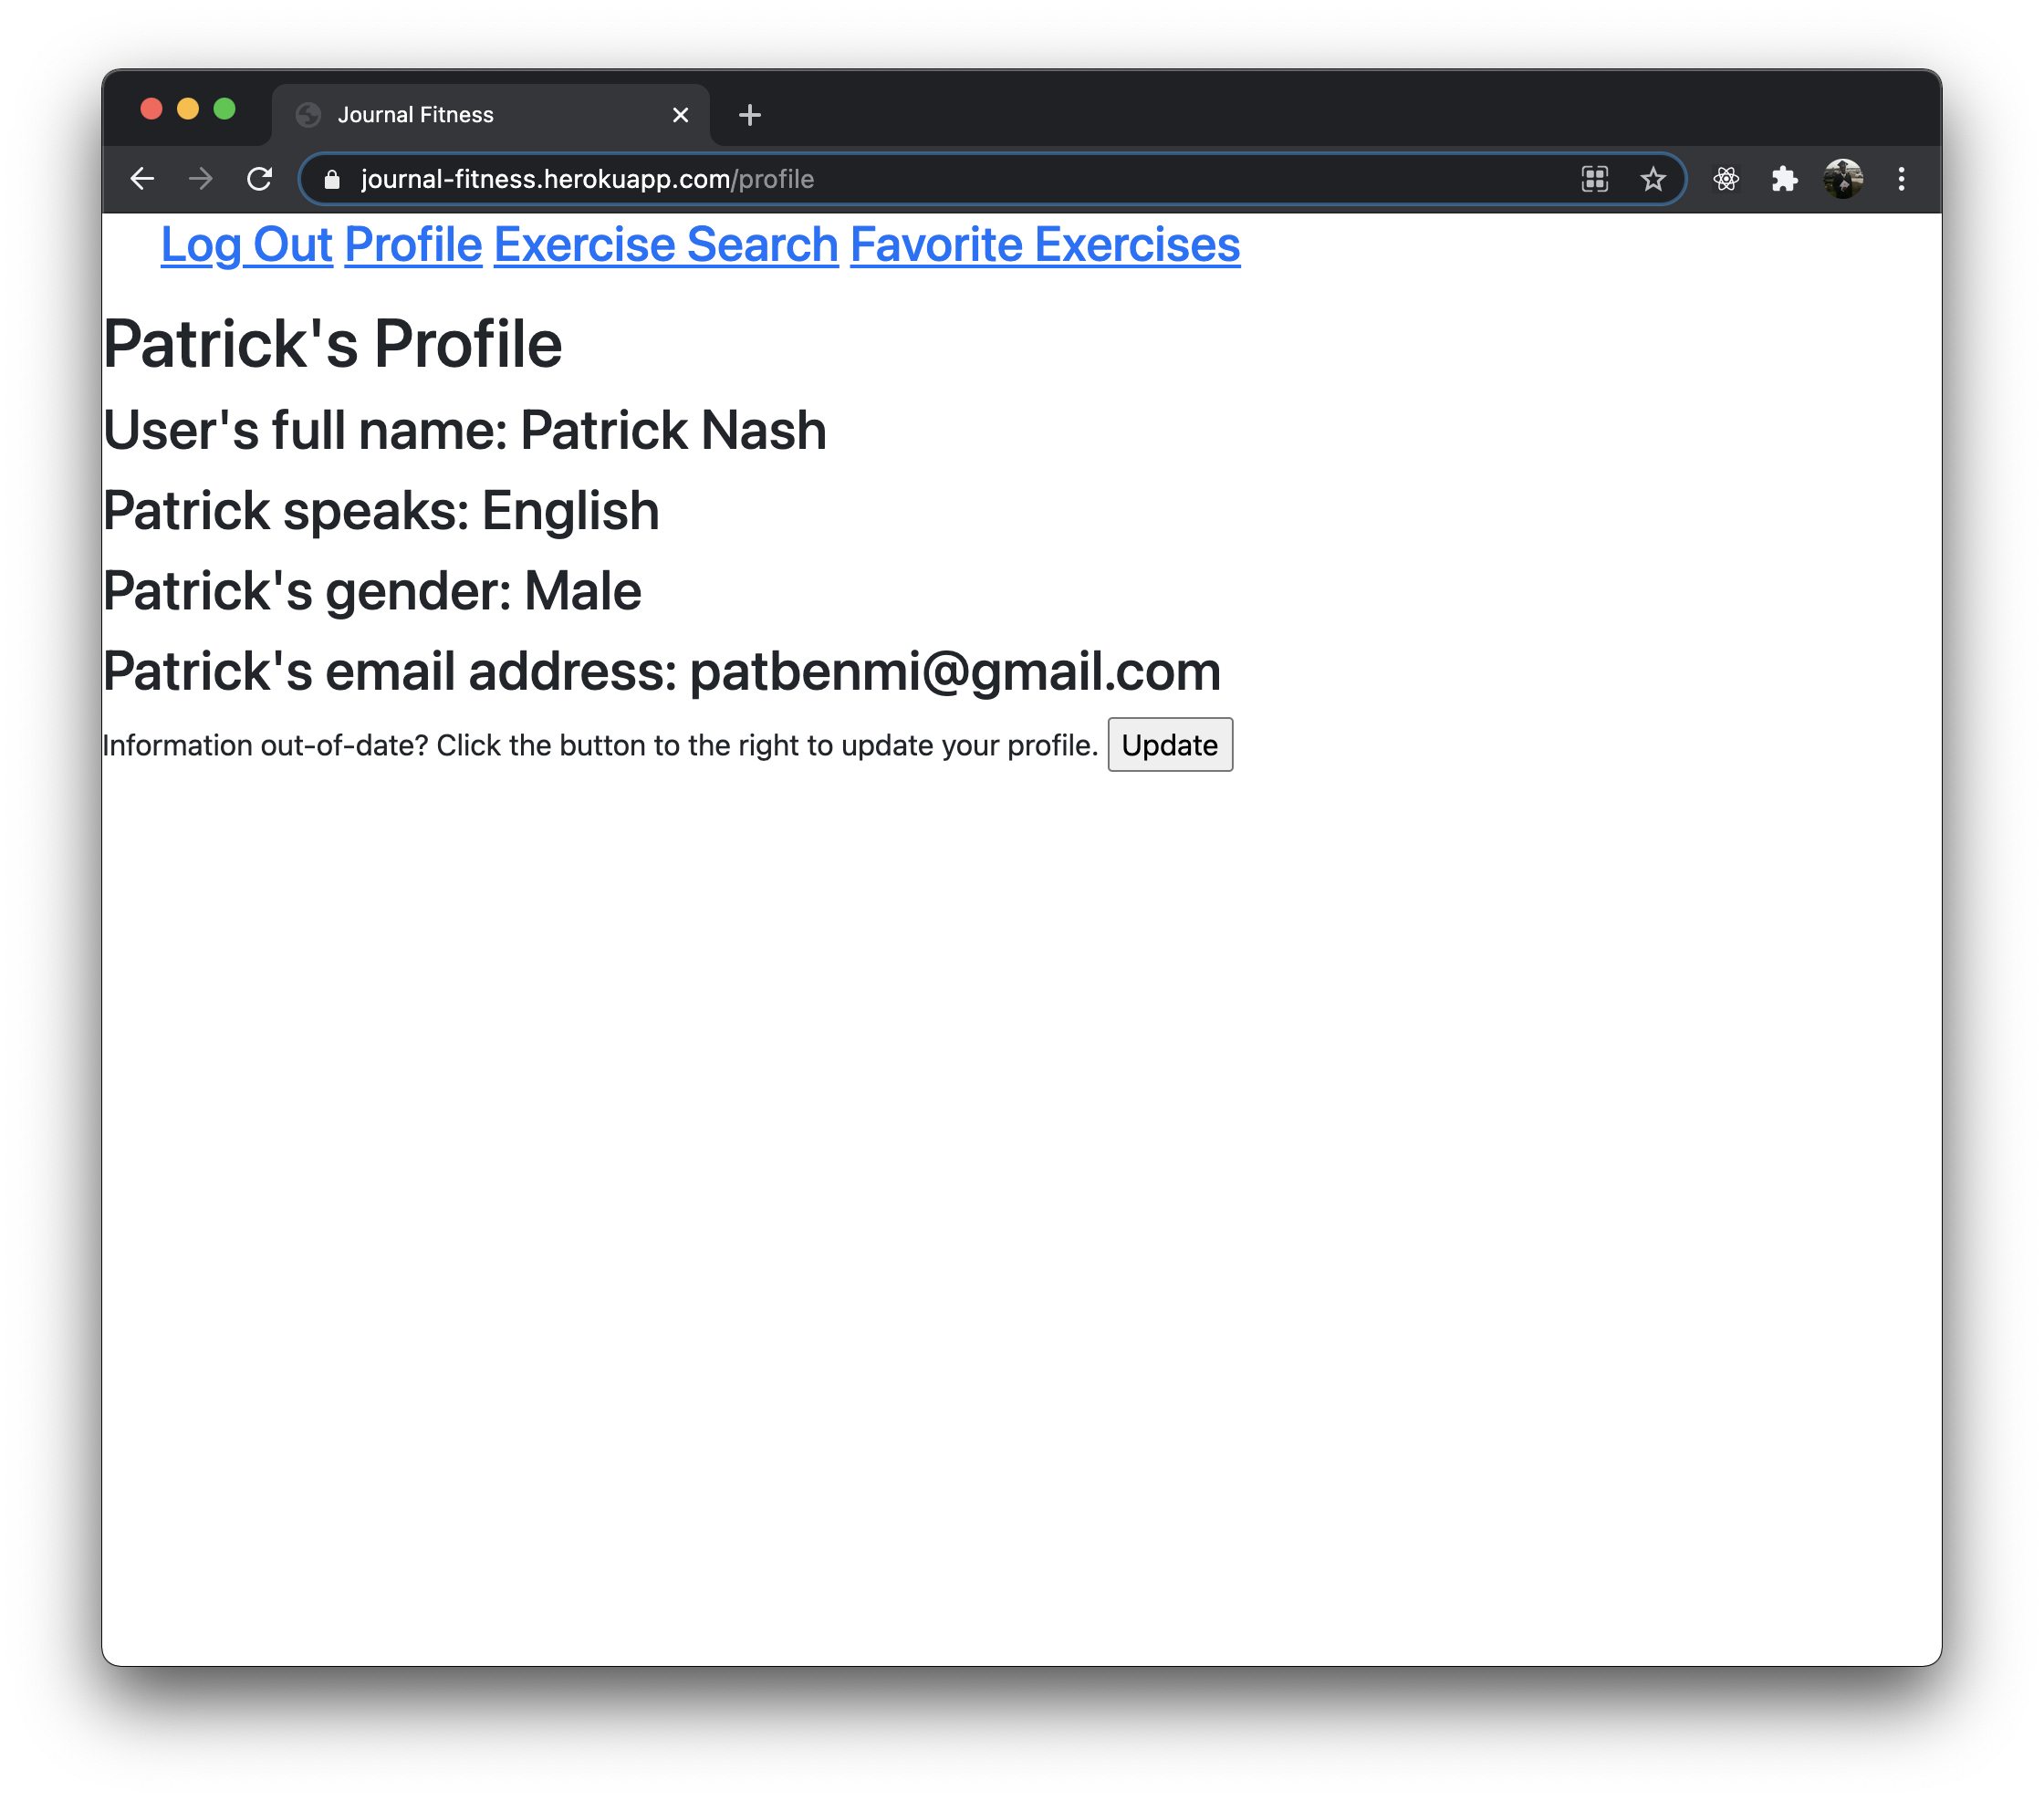 Journal Fitness
journal-fitness.herokuapp.com/profile
Log Out Profile Exercise Search Favorite Exercises
Patrick's Profile
User's full name: Patrick Nash
Patrick speaks: English
Patrick's gender: Male
Patrick's email address: patbenmi@gmail.com
Information out-of-date? Click the button to the right to update your profile. Update